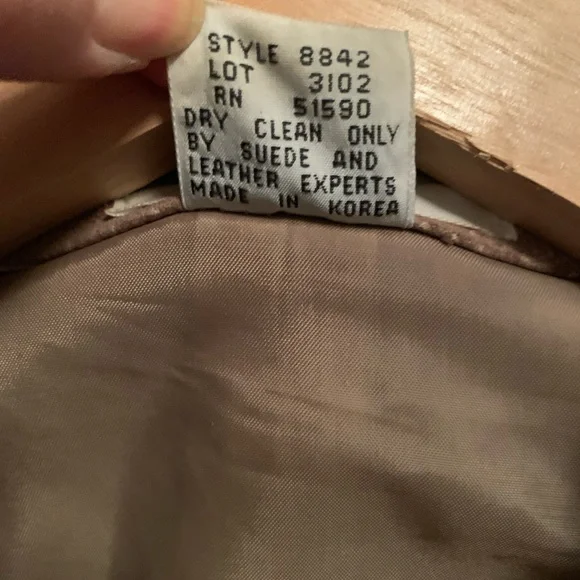 STYLE 8842
LOT 3102
RN 51590
DRY CLEAN ONLY
BY SUEDE AND
LEATHER EXPERTS
MADE IN KOREA